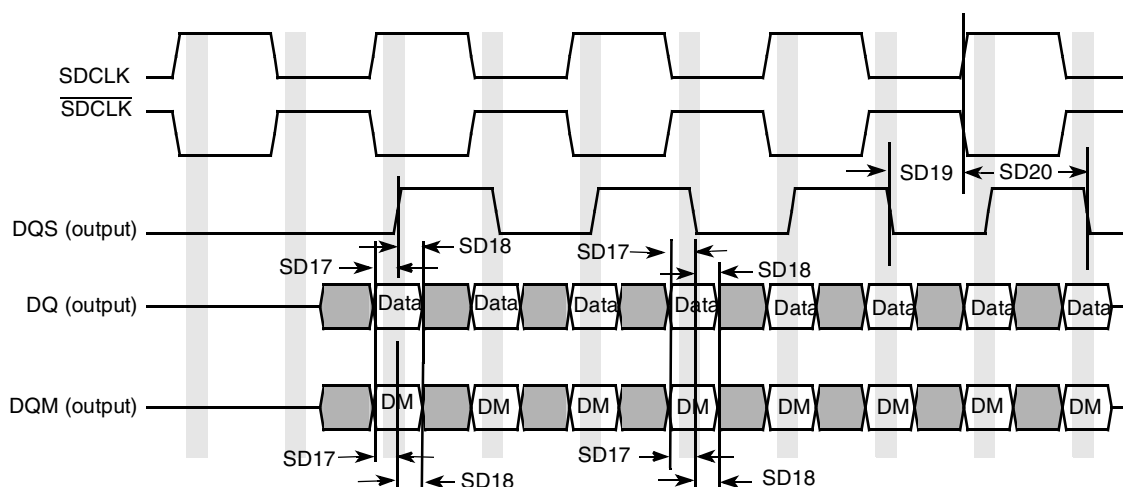 SDCLK
SDCLK
SD19
SD20
DQS (output)
SD18
SD17
SD17
SD18
DQ (output)
Data
Data
Data
Data
Data
Data
Data
Data
DQM (output)
DM
DM
DM
DM
DM
DM
DM
DM
SD17
SD17
SD18
SD18